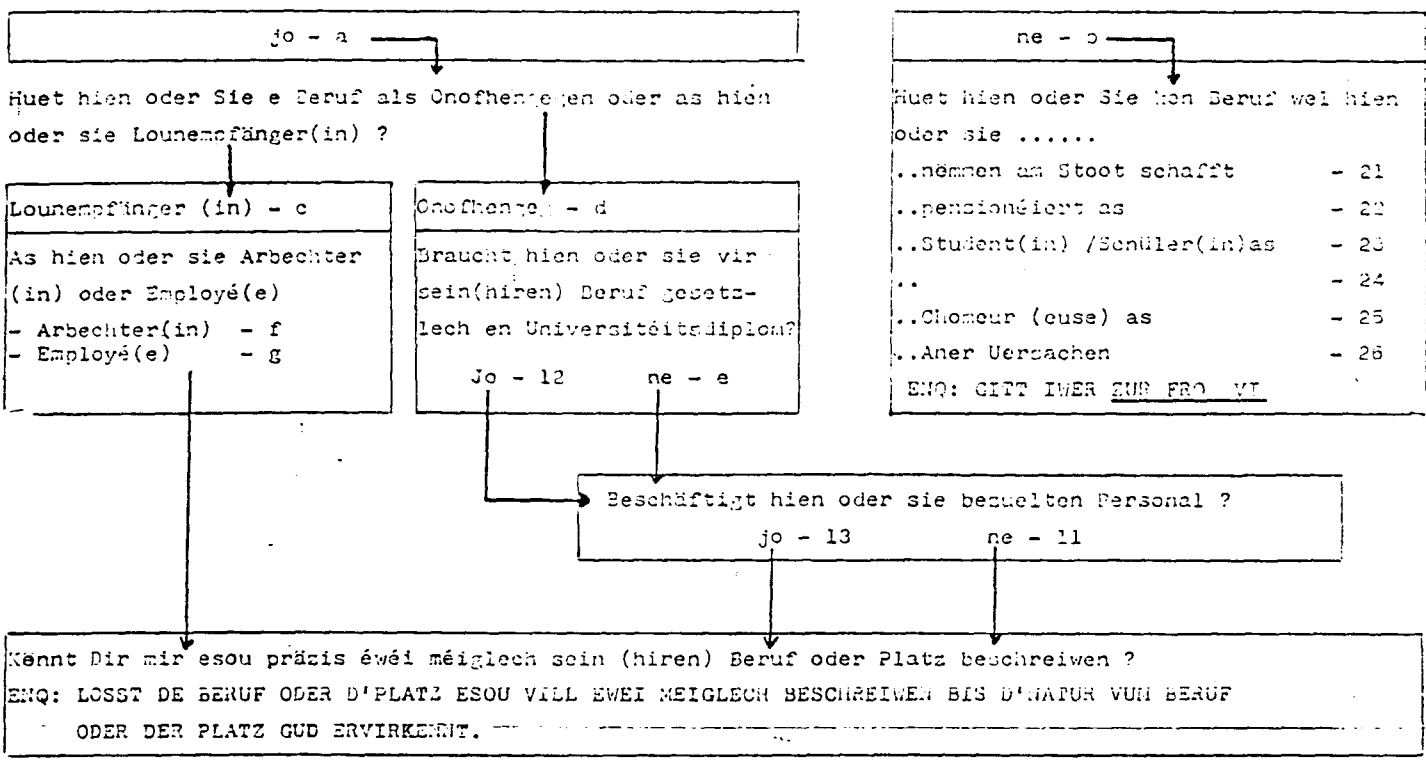 jo - a
Huet hien oder Sie e Beruf als Onofhengegen oder as hien
oder sie Lounempfänger(in) ?
Lounempfänger (in) - c
As hien oder sie Arbechter
(in) oder Employé(e)
- Arbechter(in) - f
- Employé(e) - g
Onofhengeg - d
Braucht hien oder sie vir
sein(hiren) Beruf gesetz-
lech en Universitéitsdiplom?
Jo - 12 ne - e
ne - b
Huet hien oder Sie ken Beruf wel hien
oder sie ......
..nëmmen am Stoot schafft - 21
..pensionéiert as - 22
..Student(in) /Schüler(in)as - 23
.. - 24
..Chomeur (euse) as - 25
..Aner Uersachen - 26
ENQ: GITT IWER ZUR FRO VI
Beschäftigt hien oder sie bezuelten Personal ?
jo - 13 ne - 11
Kënnt Dir mir esou präzis éwéi méiglech sein (hiren) Beruf oder Platz beschreiwen ?
ENQ: LOSST DE BERUF ODER D'PLATZ ESOU VILL EWEI MEIGLECH BESCHREIWEN BIS D'NATUR VUM BERUF
ODER DER PLATZ GUD ERVIRKENNT.